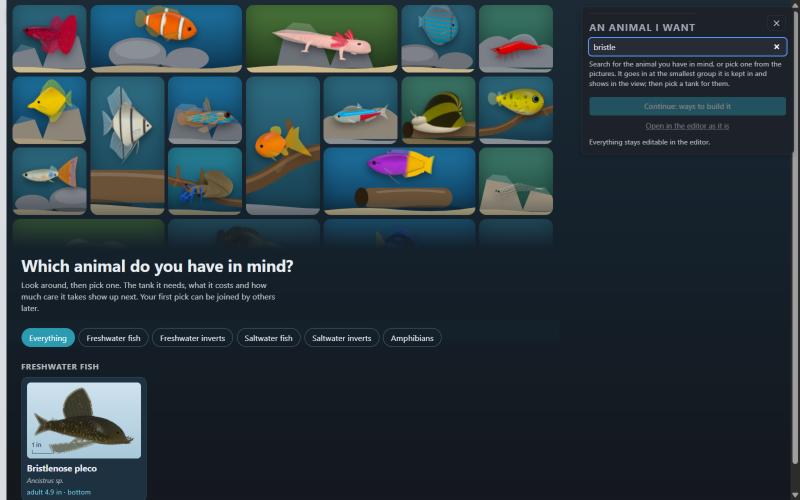 AN ANIMAL I WANT
bristle
Search for the animal you have in mind, or pick one from the
pictures. It goes in at the smallest group it is kept in and
shows in the view; then pick a tank for them.
Continue: ways to build it
Open in the editor as it is
Everything stays editable in the editor.
Which animal do you have in mind?
Look around, then pick one. The tank it needs, what it costs and how
much care it takes show up next. Your first pick can be joined by others
later.
Everything
Freshwater fish
Freshwater inverts
Saltwater fish
Saltwater inverts
Amphibians
FRESHWATER FISH
1 in
Bristlenose pleco
Ancistrus sp.
adult 4.9 in · bottom